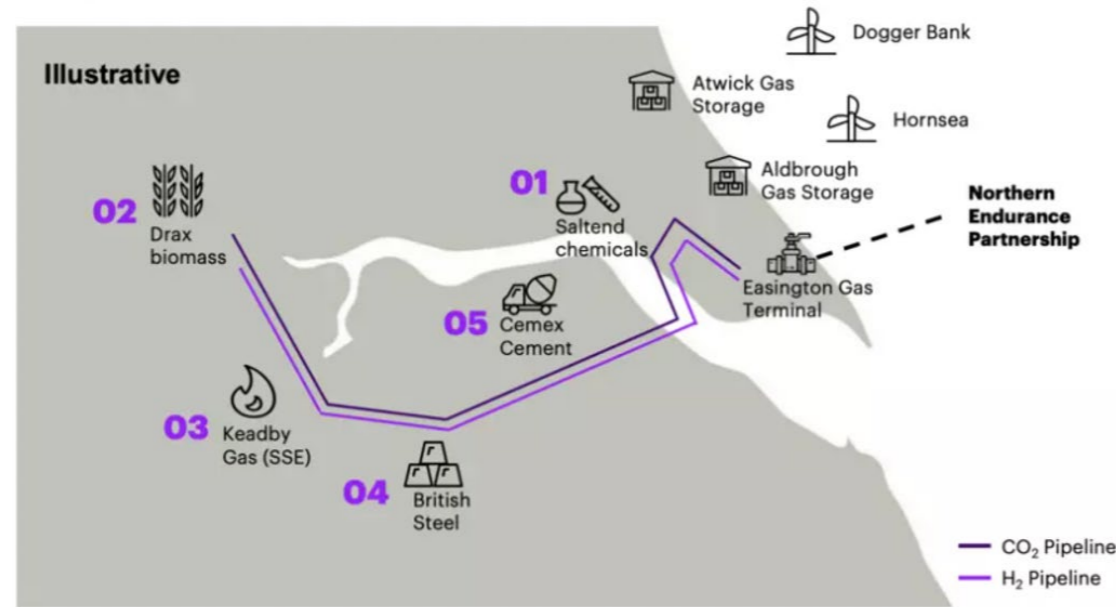 Illustrative
Dogger Bank
Atwick Gas
Storage
Hornsea
Aldbrough
Gas Storage
01
Saltend
chemicals
02
Drax
biomass
Northern
Endurance
Partnership
Easington Gas
Terminal
05
Cemex
Cement
03
Keadby
Gas (SSE)
04
British
Steel
CO₂ Pipeline
H₂ Pipeline